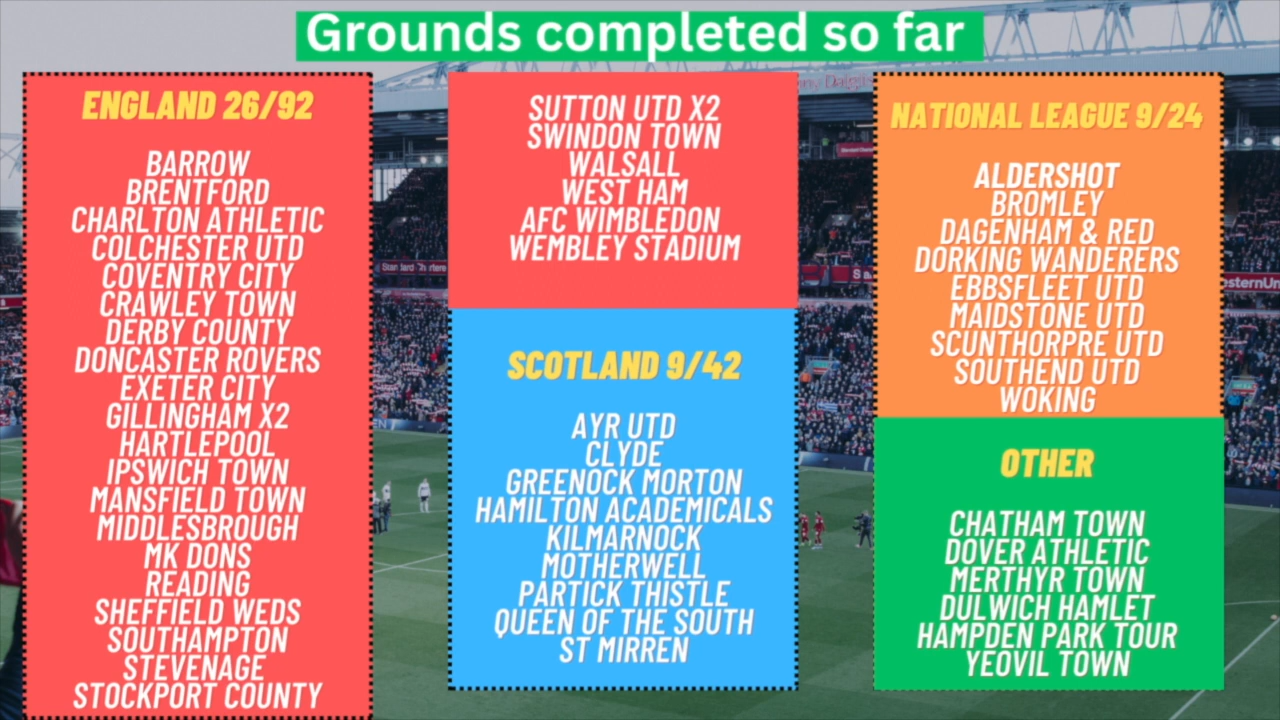 Grounds completed so far
ENGLAND 26/92
BARROW
BRENTFORD
CHARLTON ATHLETIC
COLCHESTER UTD
COVENTRY CITY
CRAWLEY TOWN
DERBY COUNTY
DONCASTER ROVERS
EXETER CITY
GILLINGHAM X2
HARTLEPOOL
IPSWICH TOWN
MANSFIELD TOWN
MIDDLESBROUGH
MK DONS
READING
SHEFFIELD WEDS
SOUTHAMPTON
STEVENAGE
STOCKPORT COUNTY
SUTTON UTD X2
SWINDON TOWN
WALSALL
WEST HAM
AFC WIMBLEDON
WEMBLEY STADIUM
SCOTLAND 9/42
AYR UTD
CLYDE
GREENOCK MORTON
HAMILTON ACADEMICALS
KILMARNOCK
MOTHERWELL
PARTICK THISTLE
QUEEN OF THE SOUTH
ST MIRREN
NATIONAL LEAGUE 9/24
ALDERSHOT
BROMLEY
DAGENHAM & RED
DORKING WANDERERS
EBBSFLEET UTD
MAIDSTONE UTD
SCUNTHORPRE UTD
SOUTHEND UTD
WOKING
OTHER
CHATHAM TOWN
DOVER ATHLETIC
MERTHYR TOWN
DULWICH HAMLET
HAMPDEN PARK TOUR
YEOVIL TOWN